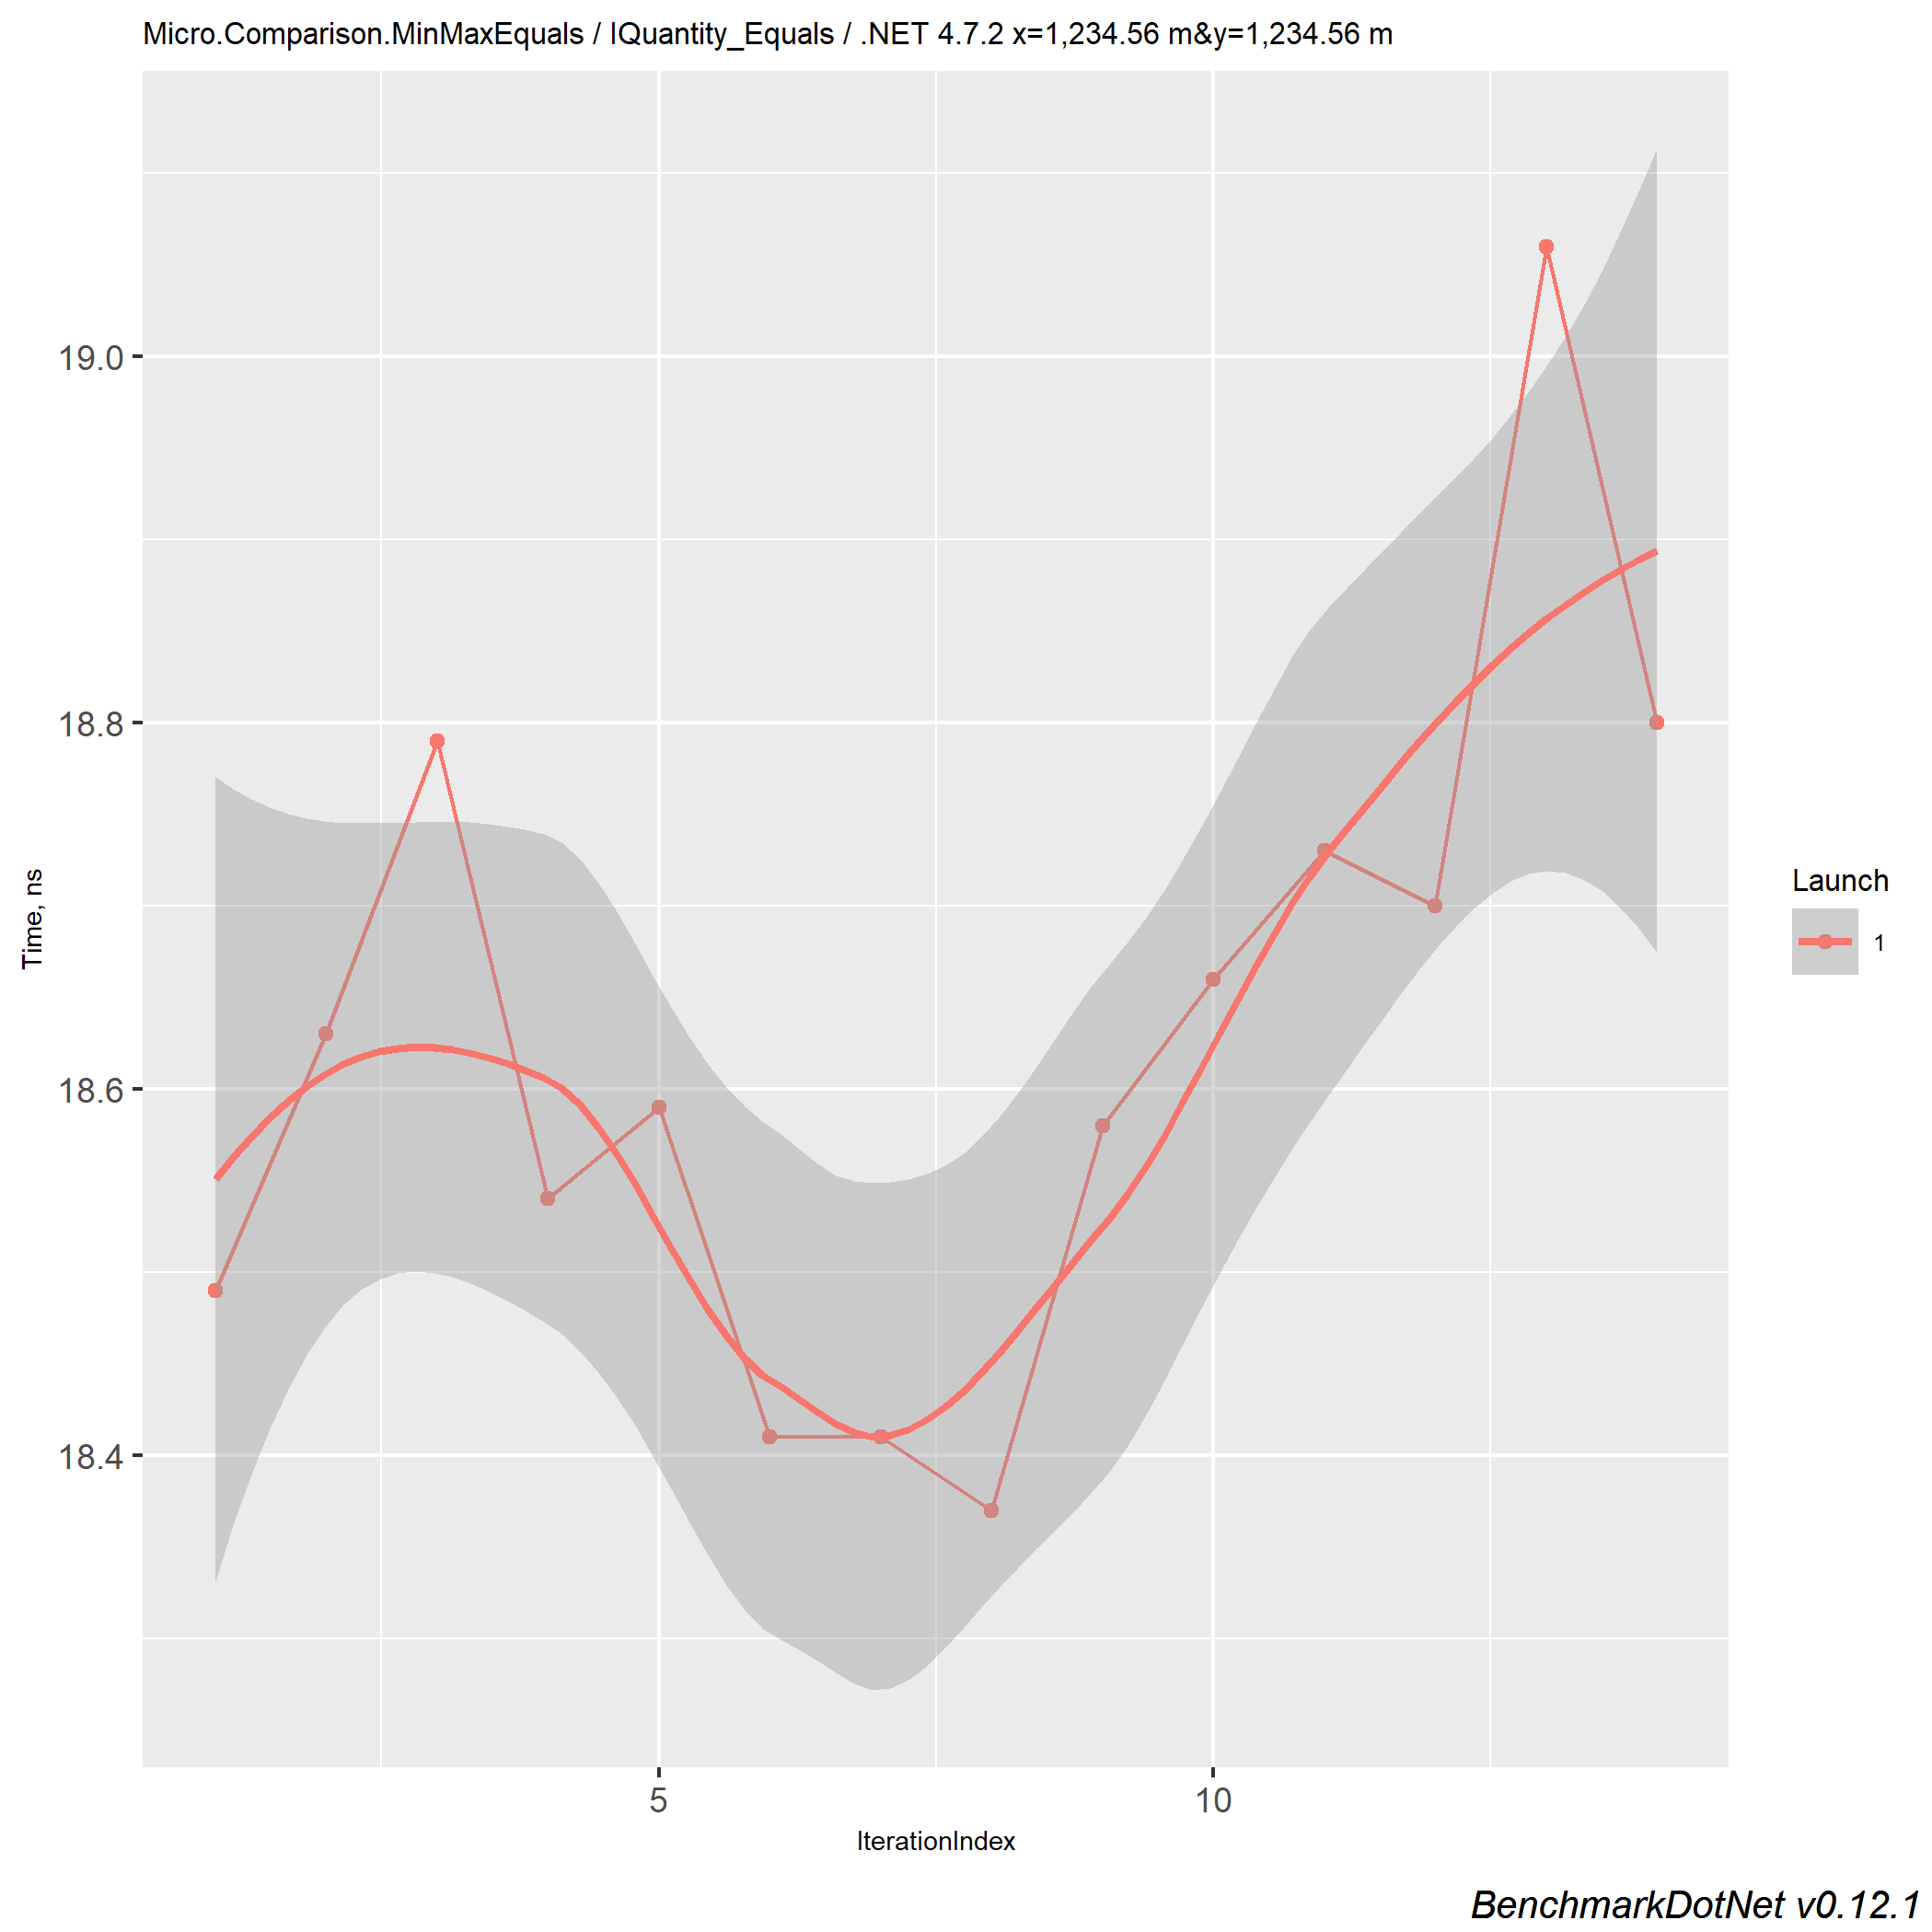 Micro.Comparison.MinMaxEquals / IQuantity_Equals / .NET 4.7.2 x=1,234.56 m&y=1,234.56 m
19.0
18.8
18.6
18.4
Time, ns
5
10
IterationIndex
Launch
1
BenchmarkDotNet v0.12.1